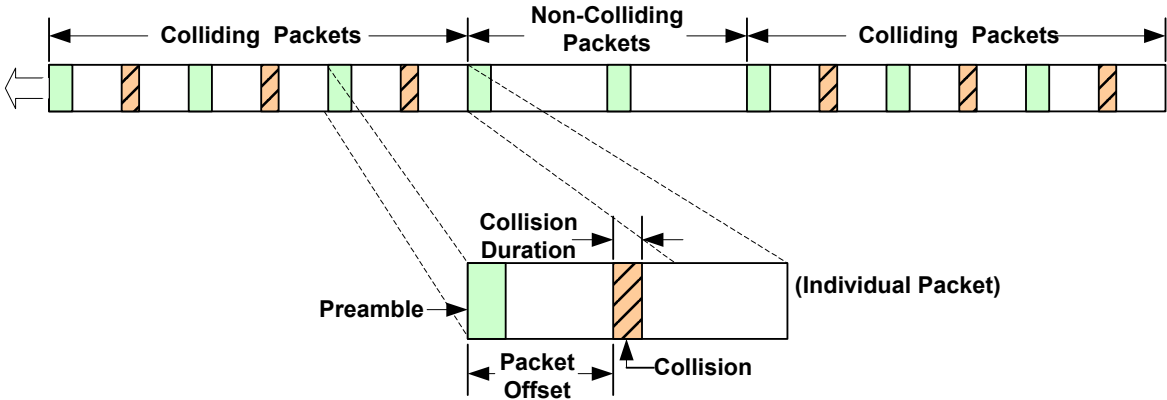 Colliding Packets
Non-Colliding
Packets
Colliding Packets
Collision
Duration
(Individual Packet)
Preamble
Packet
Offset
Collision